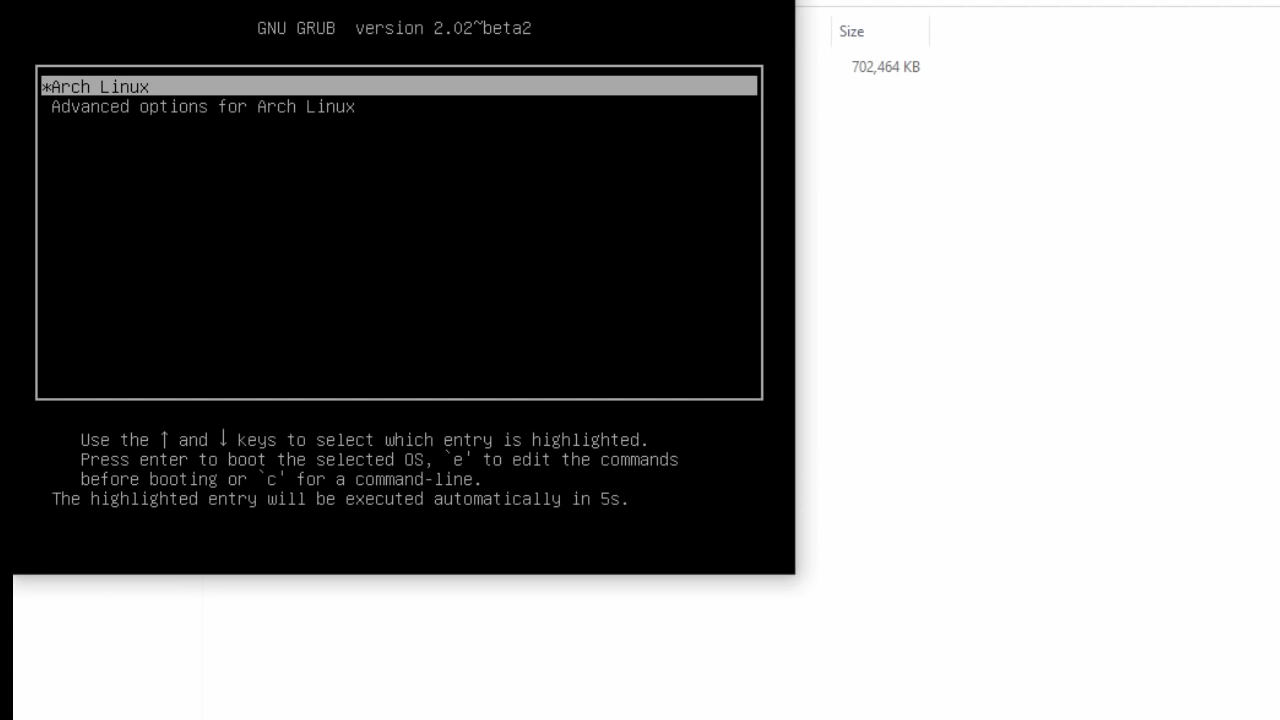 GNU GRUB version 2.02~beta2
Size
702,464 KB
*Arch Linux
Advanced options for Arch Linux
Use the ↑ and ↓ keys to select which entry is highlighted.
Press enter to boot the selected OS, `e' to edit the commands
before booting or `c' for a command-line.
The highlighted entry will be executed automatically in 5s.